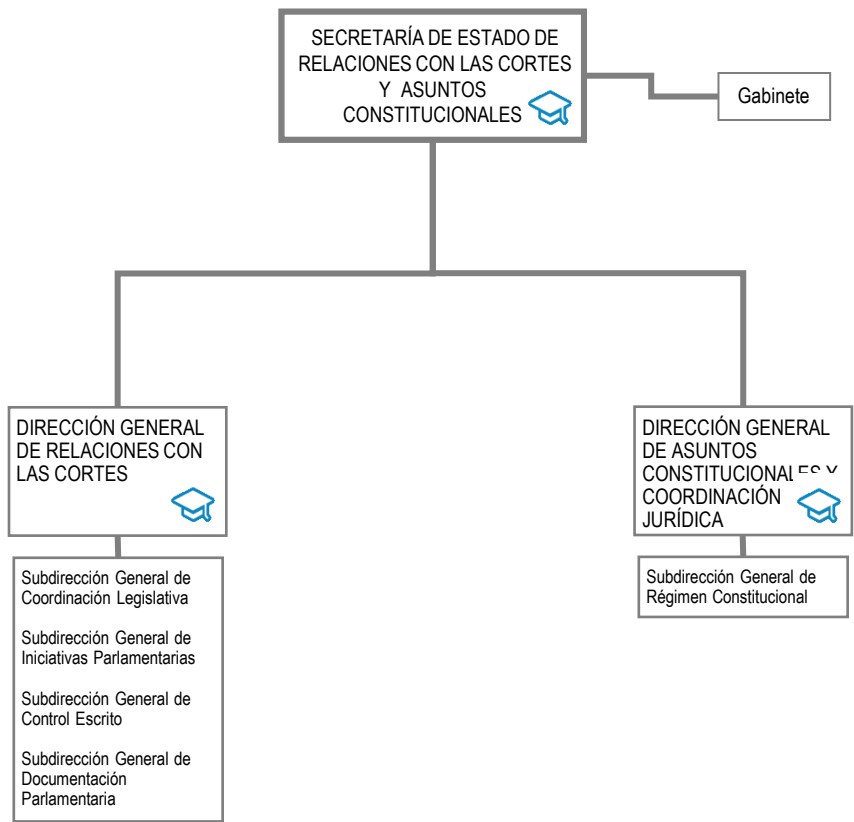 SECRETARÍA DE ESTADO DE
RELACIONES CON LAS CORTES
Y ASUNTOS
CONSTITUCIONALES
Gabinete
DIRECCIÓN GENERAL
DE RELACIONES CON
LAS CORTES
DIRECCIÓN GENERAL
DE ASUNTOS
CONSTITUCIONALES Y
COORDINACIÓN
JURÍDICA
Subdirección General de
Coordinación Legislativa
Subdirección General de
Iniciativas Parlamentarias
Subdirección General de
Control Escrito
Subdirección General de
Documentación
Parlamentaria
Subdirección General de
Régimen Constitucional